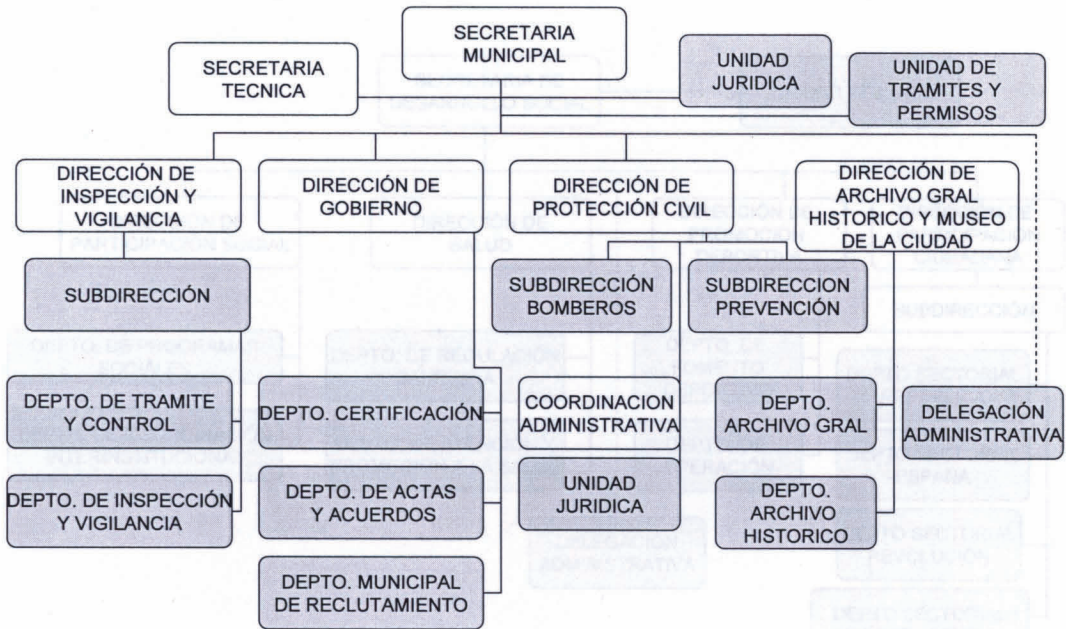 SECRETARIA
MUNICIPAL
SECRETARIA
TECNICA
UNIDAD
JURIDICA
UNIDAD DE
TRAMITES Y
PERMISOS
DIRECCIÓN DE
INSPECCIÓN Y
VIGILANCIA
DIRECCIÓN DE
GOBIERNO
DIRECCIÓN DE
PROTECCIÓN CIVIL
DIRECCIÓN DE
ARCHIVO GRAL
HISTORICO Y MUSEO
DE LA CIUDAD
SUBDIRECCIÓN
SUBDIRECCIÓN
BOMBEROS
SUBDIRECCION
PREVENCIÓN
DEPTO. DE TRAMITE
Y CONTROL
DEPTO. CERTIFICACIÓN
COORDINACION
ADMINISTRATIVA
DEPTO.
ARCHIVO GRAL
DELEGACIÓN
ADMINISTRATIVA
DEPTO. DE INSPECCIÓN
Y VIGILANCIA
DEPTO. DE ACTAS
Y ACUERDOS
UNIDAD
JURIDICA
DEPTO.
ARCHIVO
HISTORICO
DEPTO. MUNICIPAL
DE RECLUTAMIENTO